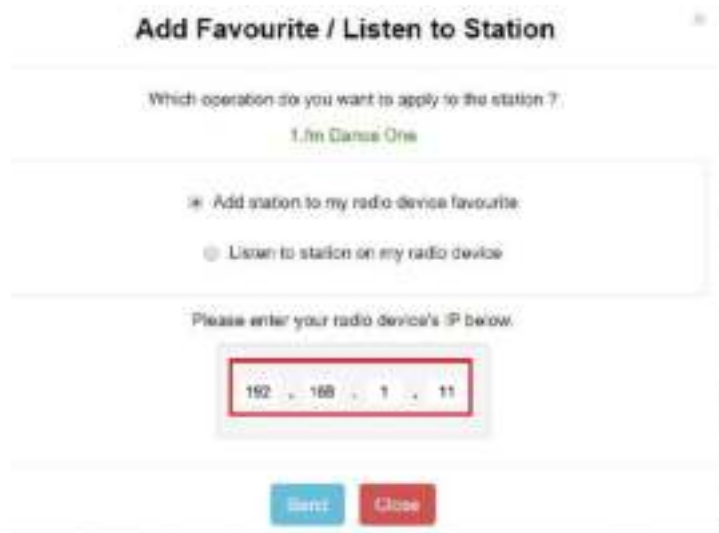 Add Favourite / Listen to Station
×
Which operation do you want to apply to the station ?
1.fm Dance One
Add station to my radio device favourite
Listen to station on my radio device
Please enter your radio device's IP below.
192 . 168 . 1 . 11
Send Close